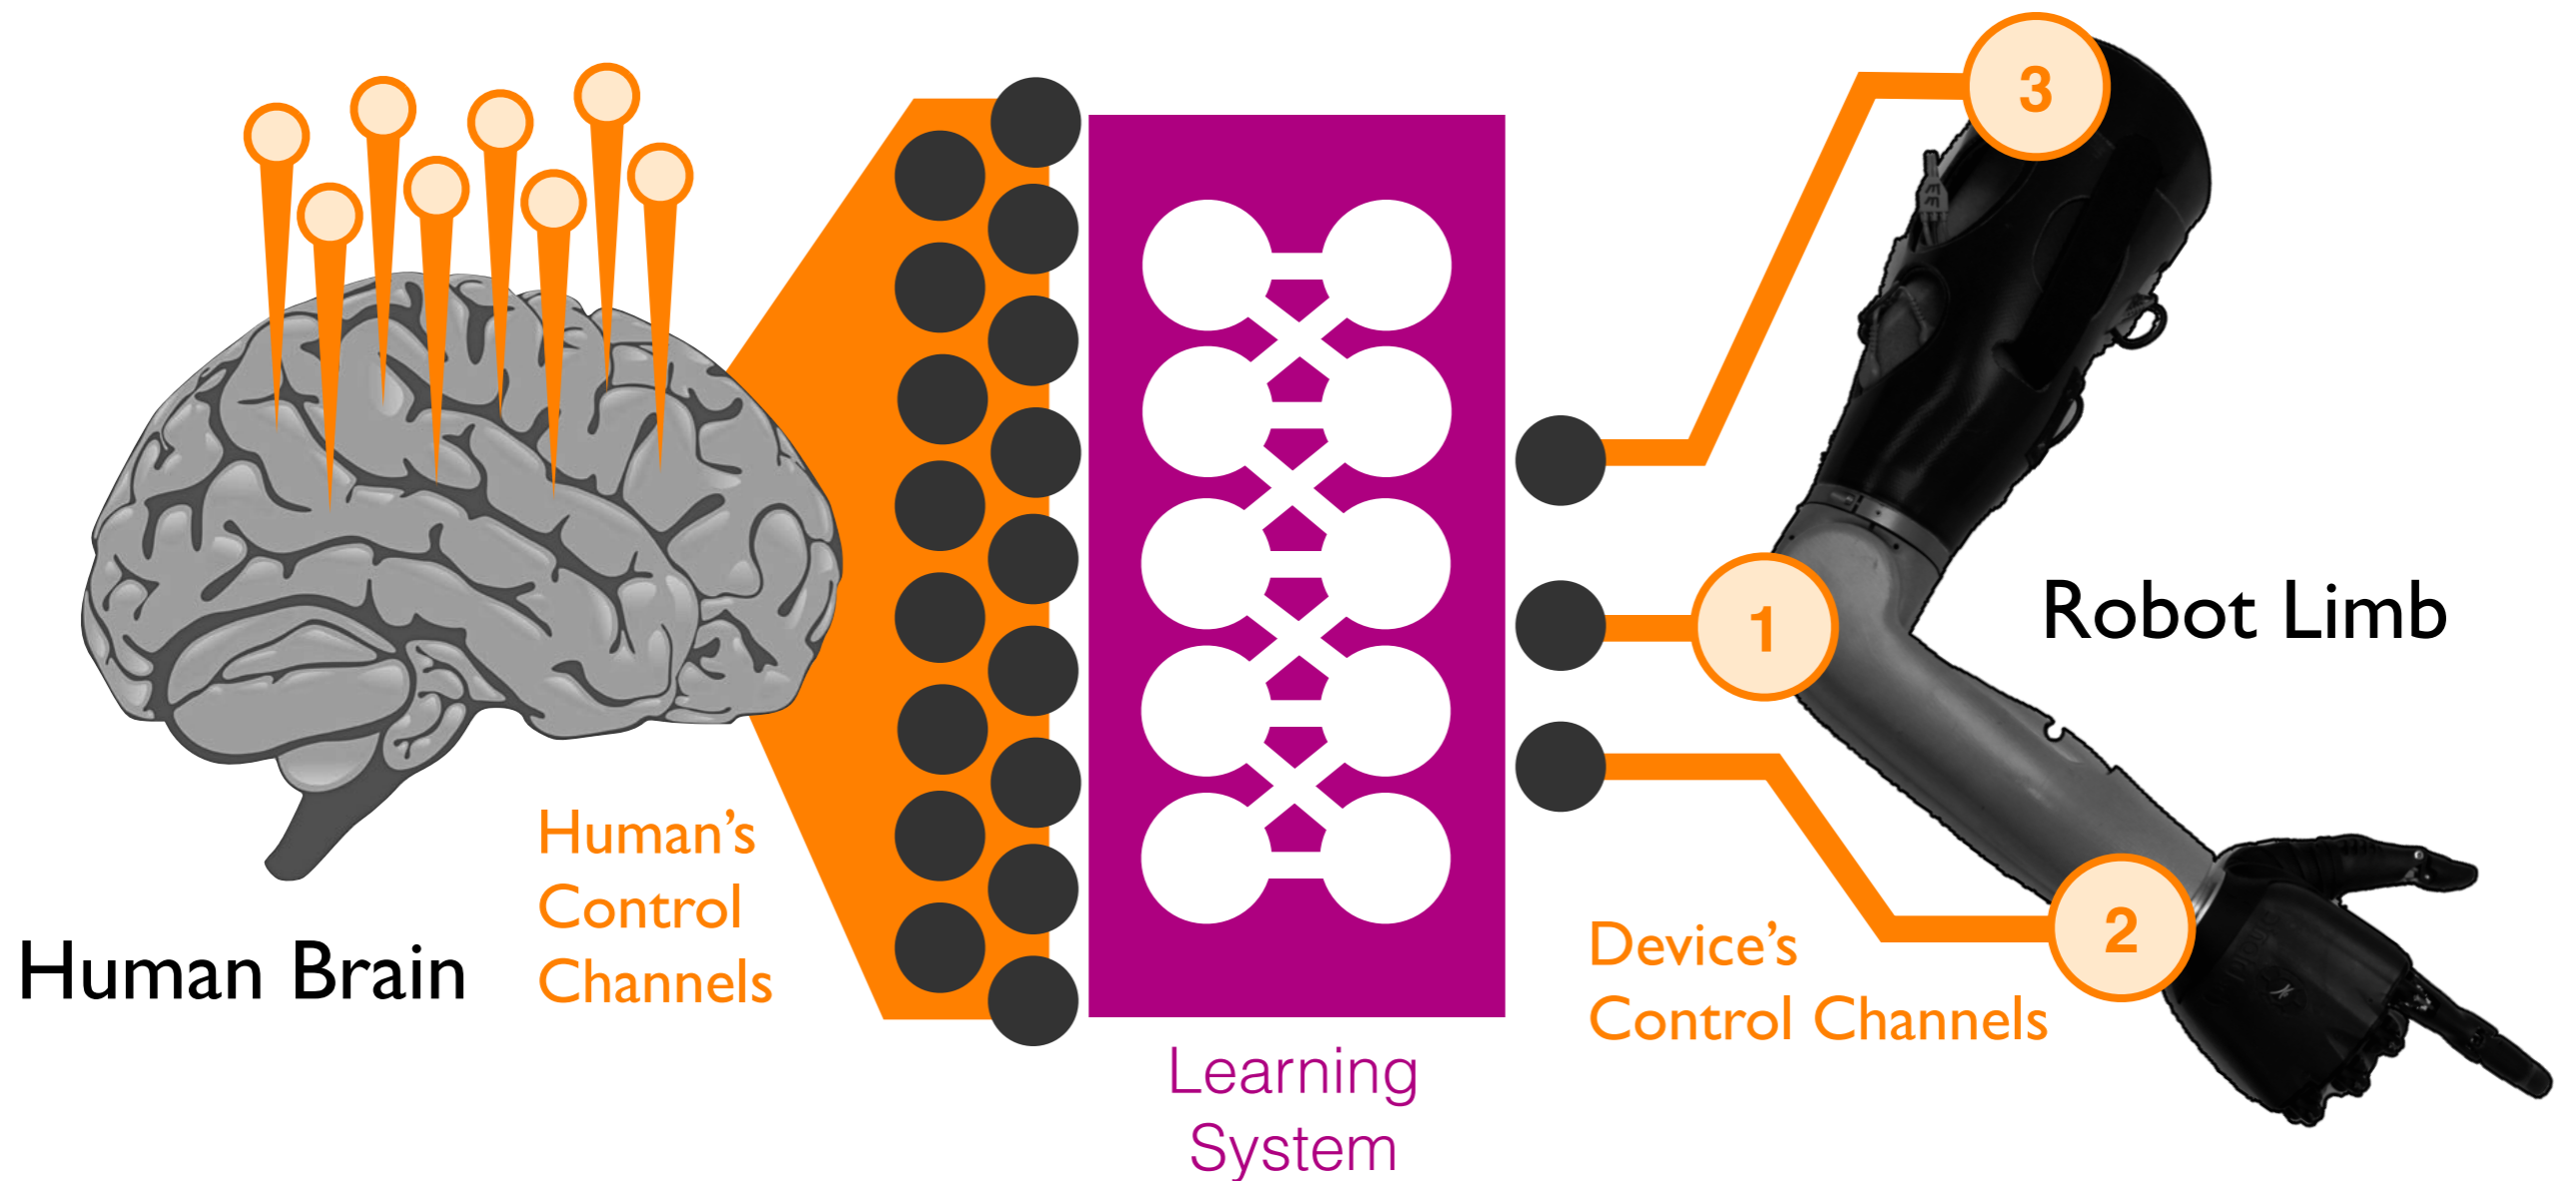 3
1
Robot Limb
Human's
Control
Channels
Human Brain
2
Device's
Control Channels
Learning
System